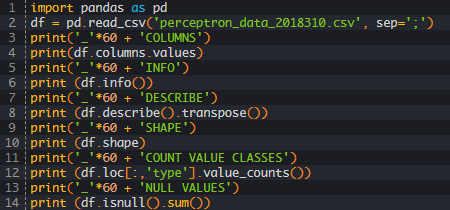 1 import pandas as pd
2 df = pd.read_csv('perceptron_data_2018310.csv', sep=';')
3 print('_'*60 + 'COLUMNS')
4 print(df.columns.values)
5 print('_'*60 + 'INFO')
6 print (df.info())
7 print('_'*60 + 'DESCRIBE')
8 print (df.describe().transpose())
9 print('_'*60 + 'SHAPE')
10 print (df.shape)
11 print('_'*60 + 'COUNT VALUE CLASSES')
12 print (df.loc[:,'type'].value_counts())
13 print('_'*60 + 'NULL VALUES')
14 print (df.isnull().sum())